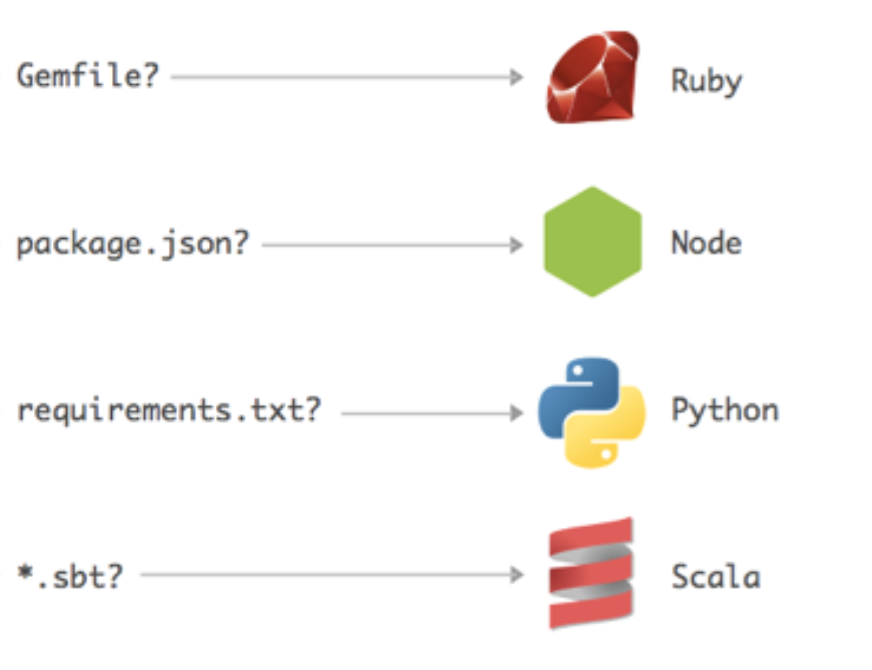 Gemfile? Ruby
package.json? Node
requirements.txt? Python
*.sbt? Scala